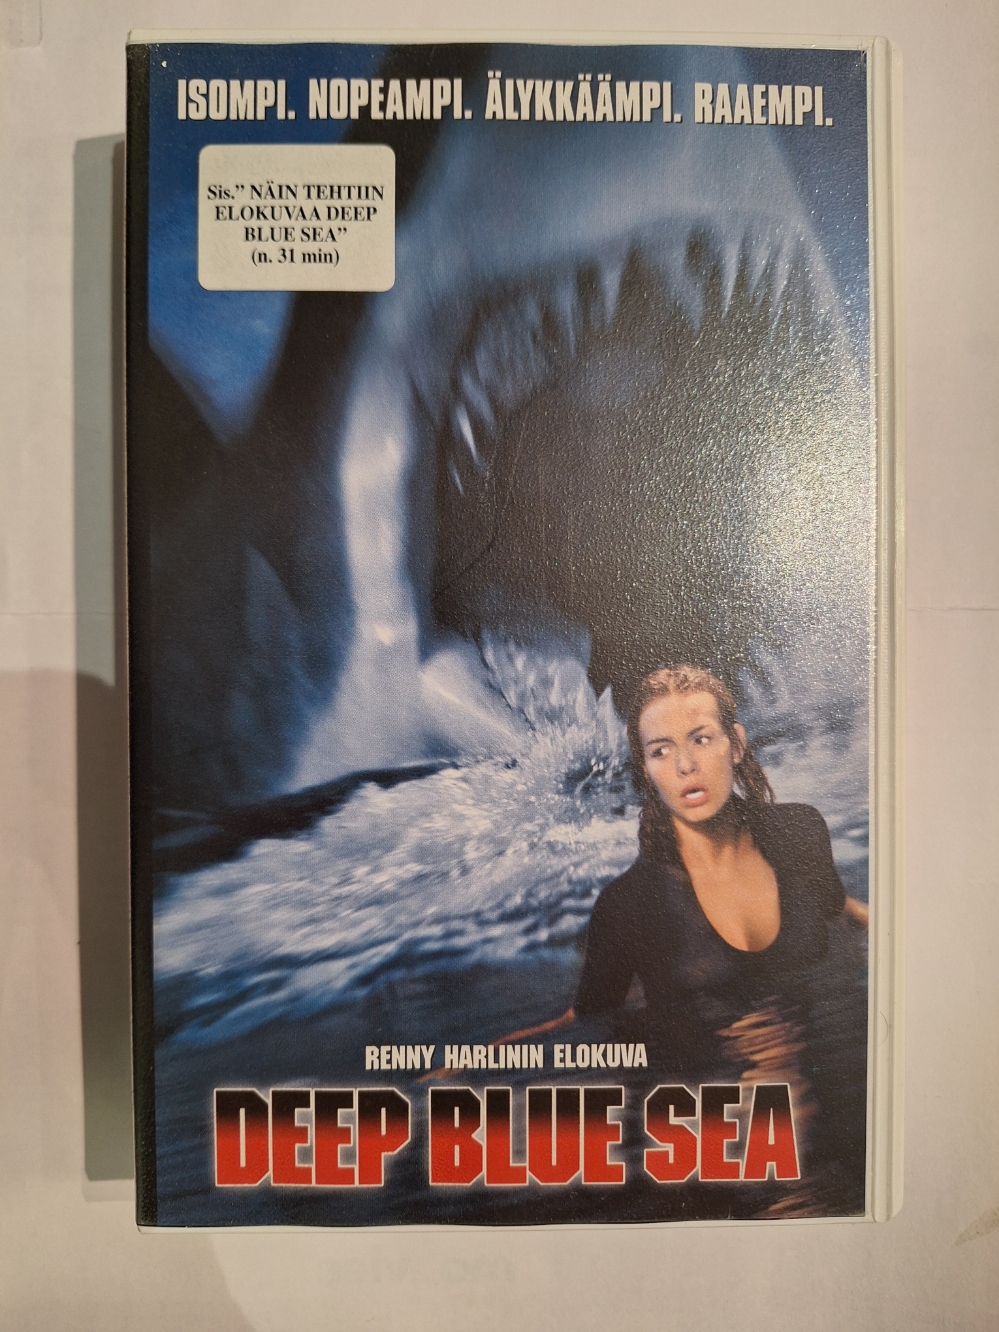 ISOMPI. NOPEAMPI. ÄLYKKÄÄMPI. RAAEMPI.
Sis.” NÄIN TEHTIIN
ELOKUVAA DEEP
BLUE SEA”
(n. 31 min)
RENNY HARLININ ELOKUVA
DEEP BLUE SEA